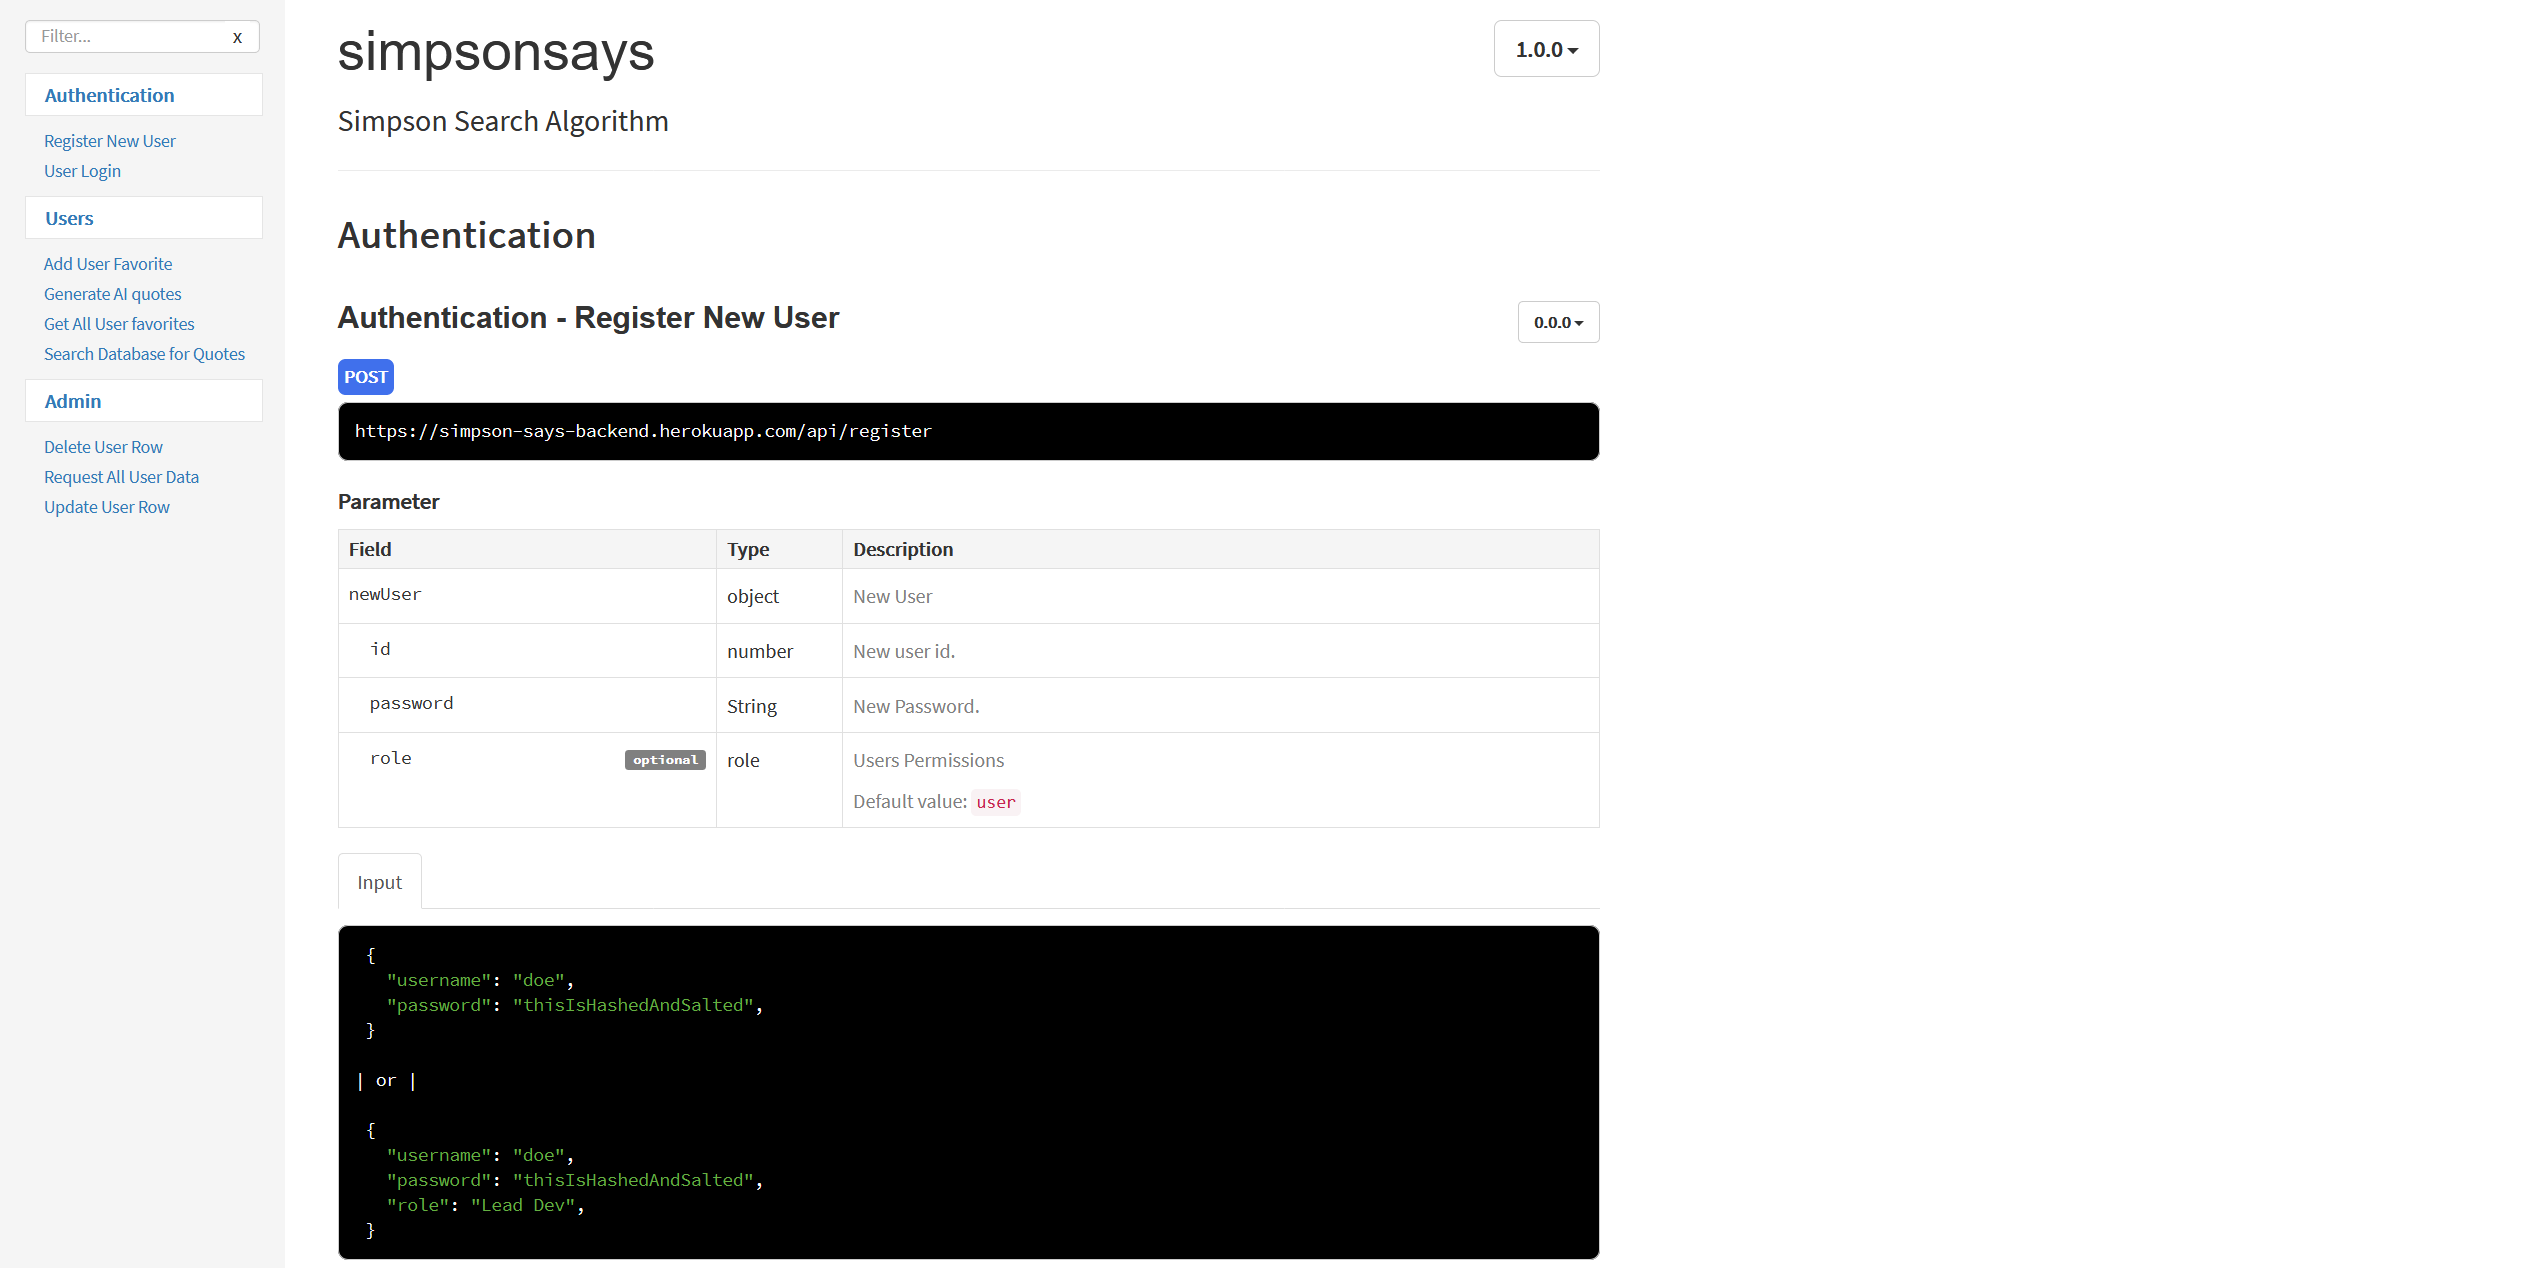 Filter...
x
Authentication
Register New User
User Login
Users
Add User Favorite
Generate AI quotes
Get All User favorites
Search Database for Quotes
Admin
Delete User Row
Request All User Data
Update User Row
simpsonsays
1.0.0
Simpson Search Algorithm
Authentication
Authentication - Register New User
0.0.0
POST
https://simpson-says-backend.herokuapp.com/api/register
Parameter
Field Type Description
newUser object New User
id number New user id.
password String New Password.
role optional role Users Permissions
Default value: user
Input
{
"username": "doe",
"password": "thisIsHashedAndSalted",
}
| or |
{
"username": "doe",
"password": "thisIsHashedAndSalted",
"role": "Lead Dev",
}